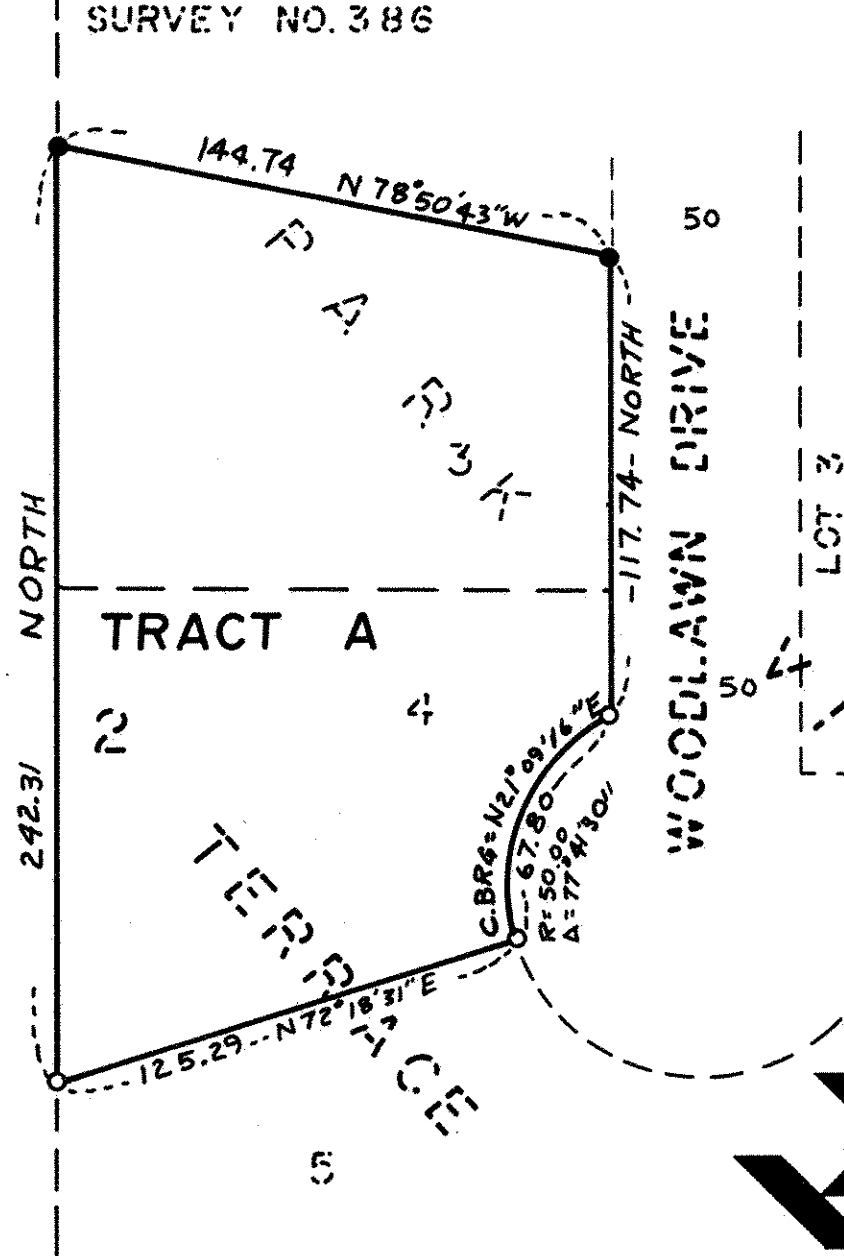 SURVEY NO. 386
144.74 N 78°50'43"W
50
PARK
3
NORTH
117.74 - NORTH
WOODLAWN DRIVE
LOT 3
TRACT A
2
4
50
242.31
C.BRG=N21°09'16"E
67.80
R=50.00
Δ=77°41'30"
TERRACE
125.29 -- N72°18'31"E
5